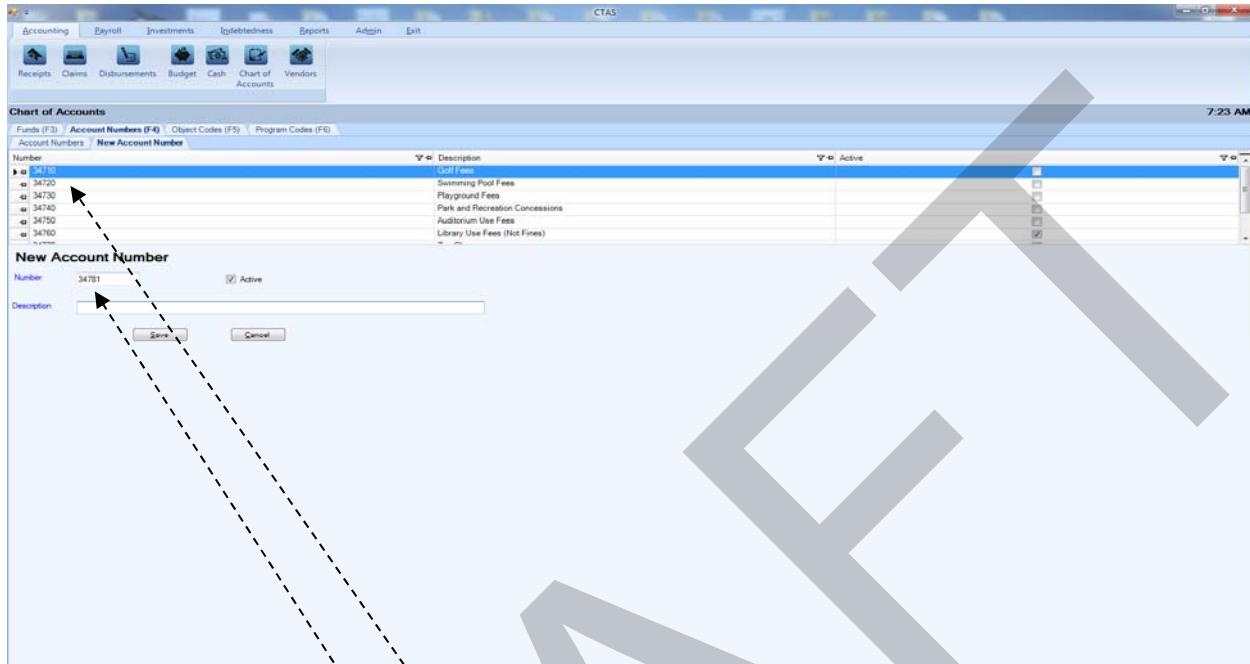 CTAS
Accounting Payroll Investments Indebtedness Reports Admin Exit
Receipts Claims Disbursements Budget Cash Chart of Accounts Vendors
Chart of Accounts 7:23 AM
Funds (F3) Account Numbers (F4) Object Codes (F5) Program Codes (F6)
Account Numbers New Account Number
Number Description Active
34710 Golf Fees
34720 Swimming Pool Fees
34730 Playground Fees
34740 Park and Recreation Concessions
34750 Auditorium Use Fees
34760 Library Use Fees (Not Fines)
New Account Number
Number 34781 Active
Description
Save Cancel